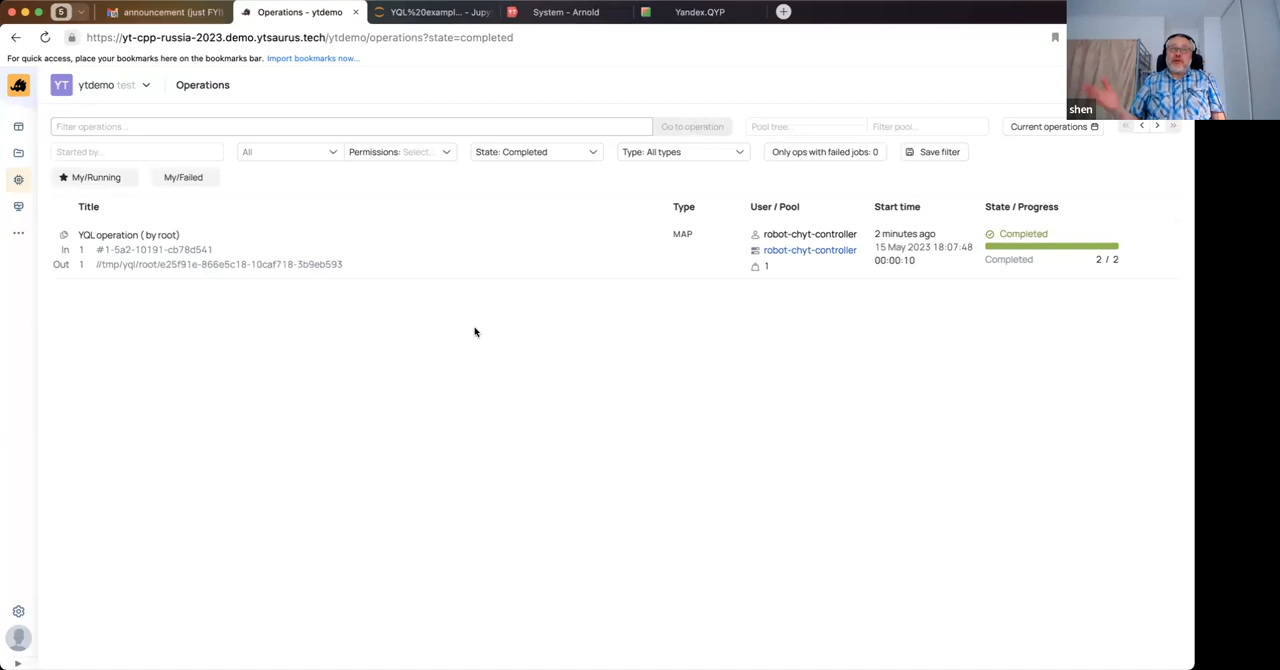 5
announcement (just FYI)
Operations - ytdemo
YQL%20exampl... - Jupy
System - Arnold
Yandex.QYP
https://yt-cpp-russia-2023.demo.ytsaurus.tech/ytdemo/operations?state=completed
For quick access, place your bookmarks here on the bookmarks bar. Import bookmarks now...
shen
YT ytdemo test Operations
Filter operations... Go to operation Pool tree... Filter pool... Current operations
Started by... All Permissions: Select... State: Completed Type: All types Only ops with failed jobs: 0 Save filter
My/Running My/Failed
Title Type User / Pool Start time State / Progress
YQL operation ( by root) MAP robot-chyt-controller 2 minutes ago Completed
In 1 #1-5a2-10191-cb78d541 robot-chyt-controller 15 May 2023 18:07:48
Out 1 //tmp/yql/root/e25f91e-866e5c18-10caf718-3b9eb593 1 00:00:10 Completed 2 / 2